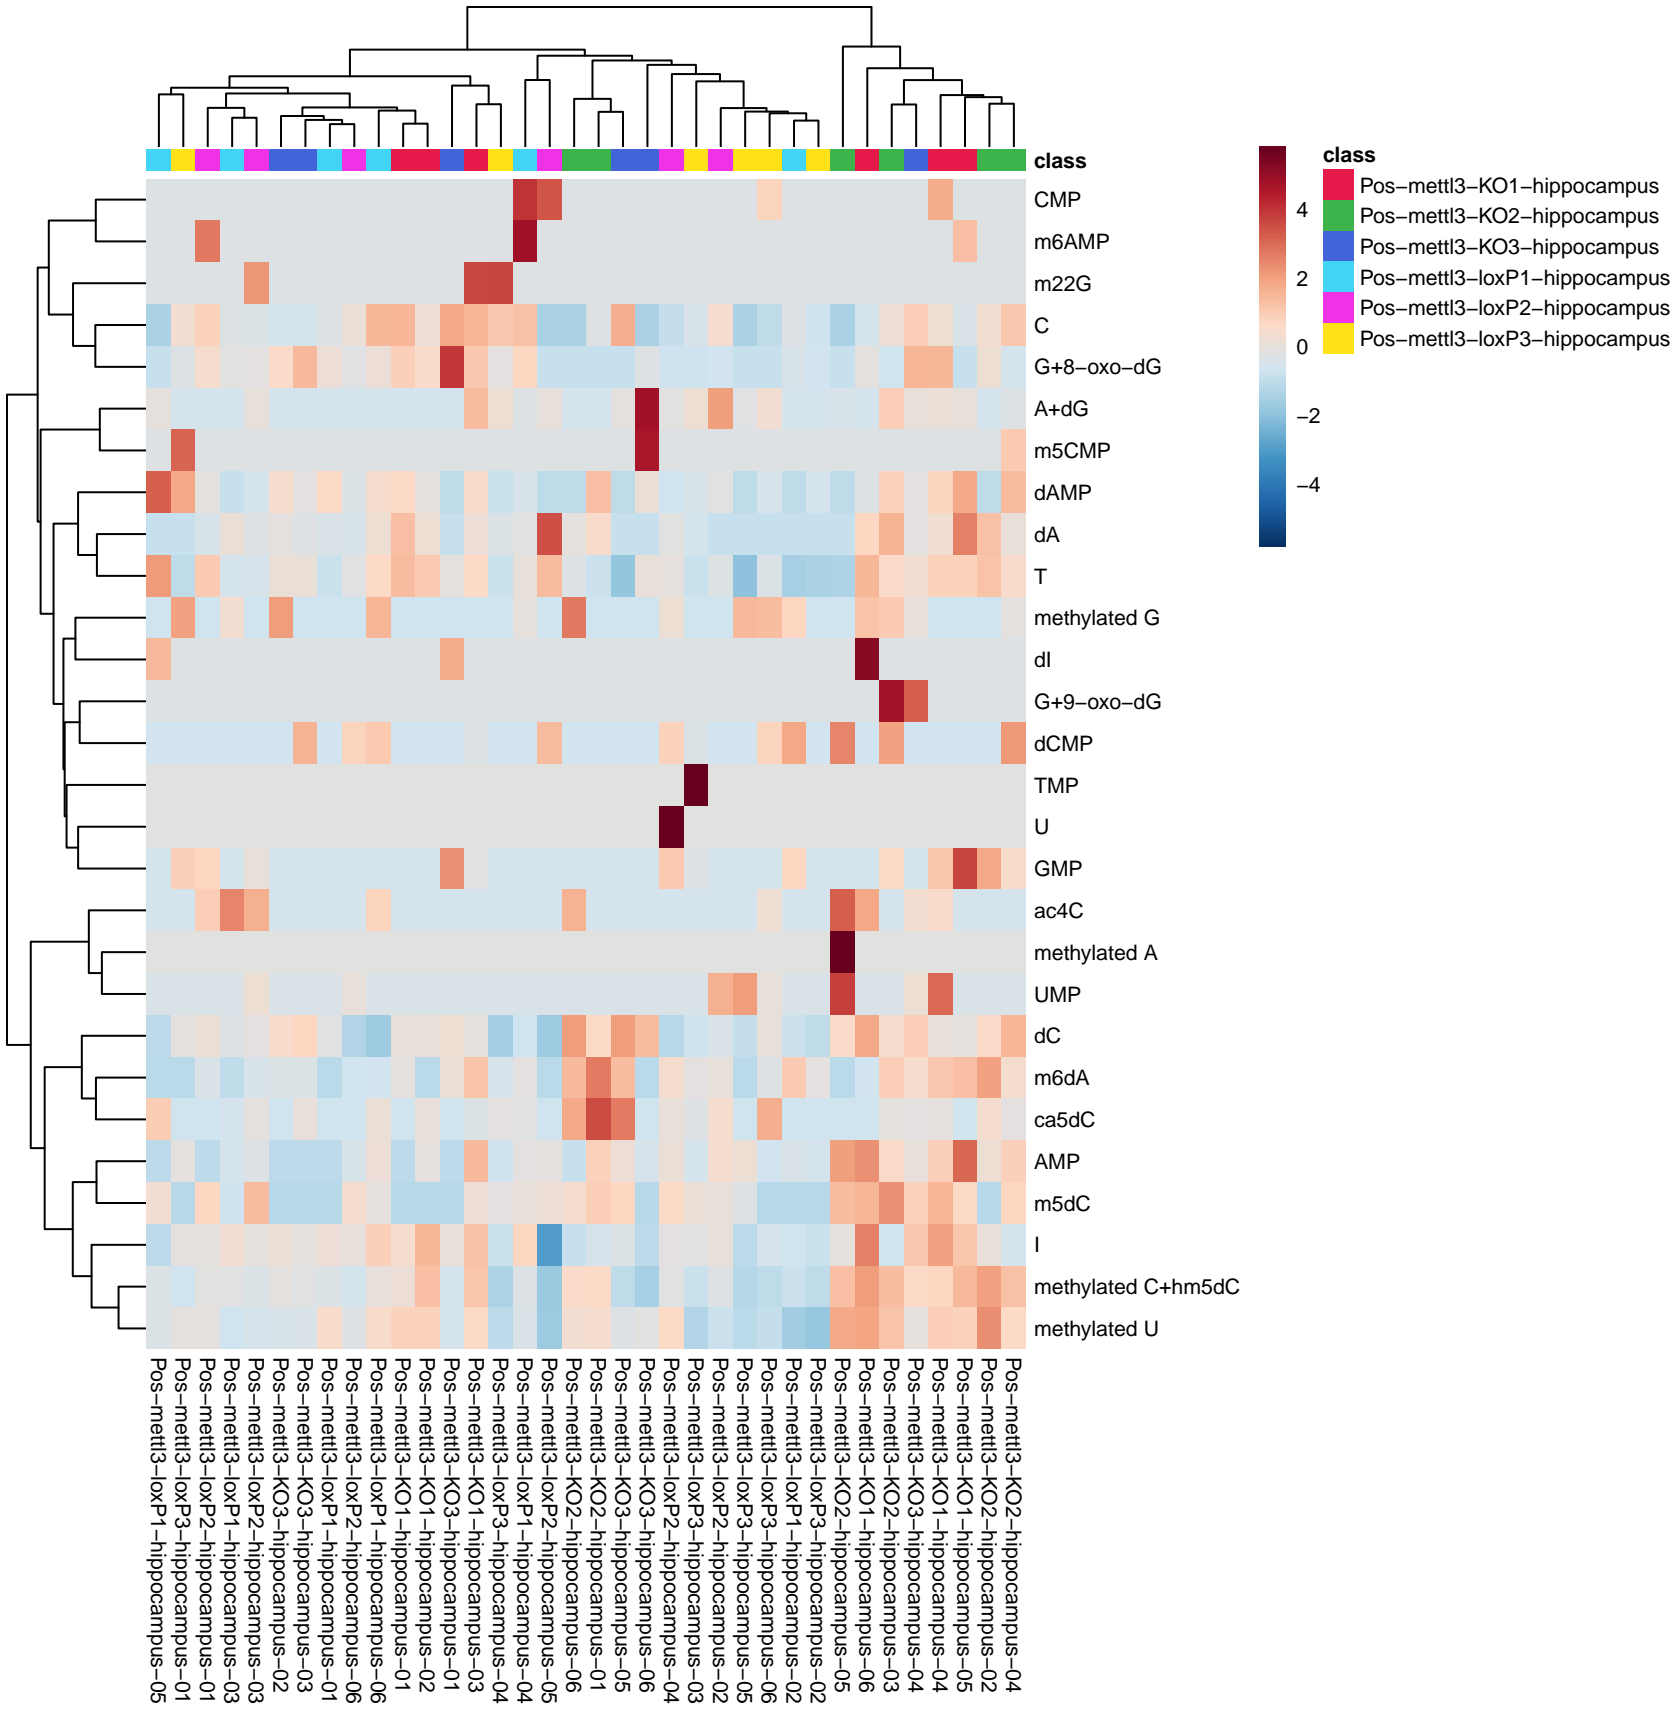 class
CMP
m6AMP
m22G
C
G+8−oxo−dG
A+dG
m5CMP
dAMP
dA
T
methylated G
dI
G+9−oxo−dG
dCMP
TMP
U
GMP
ac4C
methylated A
UMP
dC
m6dA
ca5dC
AMP
m5dC
I
methylated C+hm5dC
methylated U
4
2
0
−2
−4
class
Pos−mettl3−KO1−hippocampus
Pos−mettl3−KO2−hippocampus
Pos−mettl3−KO3−hippocampus
Pos−mettl3−loxP1−hippocampus
Pos−mettl3−loxP2−hippocampus
Pos−mettl3−loxP3−hippocampus
Pos−mettl3−loxP1−hippocampus−05
Pos−mettl3−loxP3−hippocampus−01
Pos−mettl3−loxP2−hippocampus−01
Pos−mettl3−loxP1−hippocampus−03
Pos−mettl3−loxP2−hippocampus−03
Pos−mettl3−KO3−hippocampus−02
Pos−mettl3−KO3−hippocampus−03
Pos−mettl3−loxP1−hippocampus−01
Pos−mettl3−loxP2−hippocampus−06
Pos−mettl3−loxP1−hippocampus−06
Pos−mettl3−KO1−hippocampus−01
Pos−mettl3−KO1−hippocampus−02
Pos−mettl3−KO3−hippocampus−01
Pos−mettl3−KO1−hippocampus−03
Pos−mettl3−loxP3−hippocampus−04
Pos−mettl3−loxP1−hippocampus−04
Pos−mettl3−loxP2−hippocampus−05
Pos−mettl3−KO2−hippocampus−06
Pos−mettl3−KO2−hippocampus−01
Pos−mettl3−KO3−hippocampus−05
Pos−mettl3−KO3−hippocampus−06
Pos−mettl3−loxP2−hippocampus−04
Pos−mettl3−loxP3−hippocampus−03
Pos−mettl3−loxP2−hippocampus−02
Pos−mettl3−loxP3−hippocampus−05
Pos−mettl3−loxP3−hippocampus−06
Pos−mettl3−loxP1−hippocampus−02
Pos−mettl3−loxP3−hippocampus−02
Pos−mettl3−KO2−hippocampus−05
Pos−mettl3−KO1−hippocampus−06
Pos−mettl3−KO2−hippocampus−03
Pos−mettl3−KO3−hippocampus−04
Pos−mettl3−KO1−hippocampus−04
Pos−mettl3−KO1−hippocampus−05
Pos−mettl3−KO2−hippocampus−02
Pos−mettl3−KO2−hippocampus−04